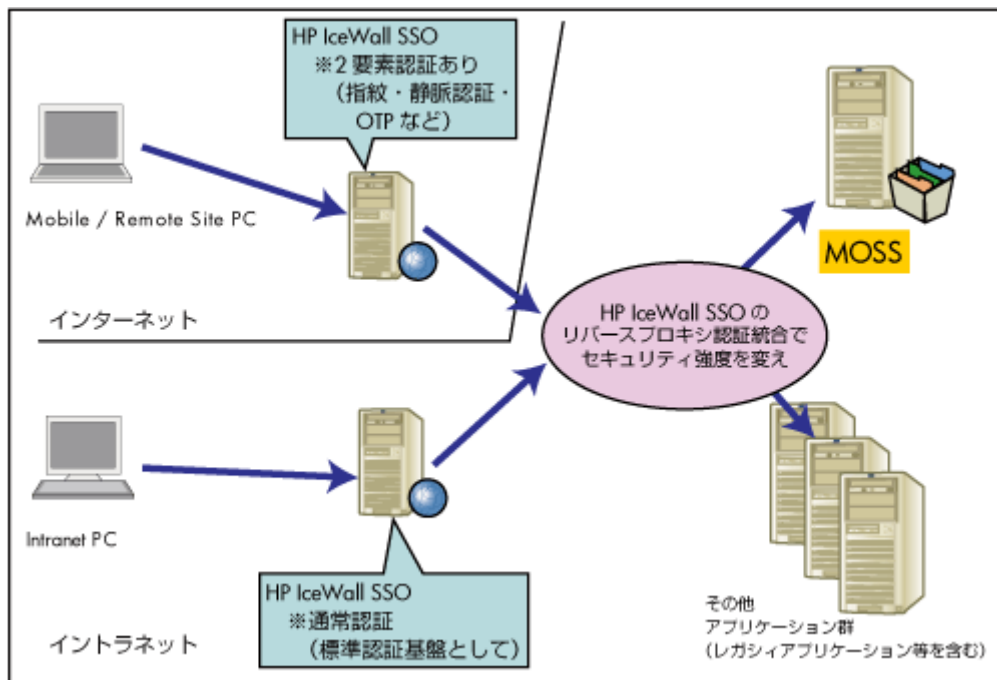 HP IceWall SSO
※2 要素認証あり
（指紋・静脈認証・
OTP など）
Mobile / Remote Site PC
インターネット
MOSS
HP IceWall SSO の
リバースプロキシ認証統合で
セキュリティ強度を変え
Intranet PC
HP IceWall SSO
※通常認証
（標準認証基盤として）
イントラネット
その他
アプリケーション群
（レガシィアプリケーション等を含む）